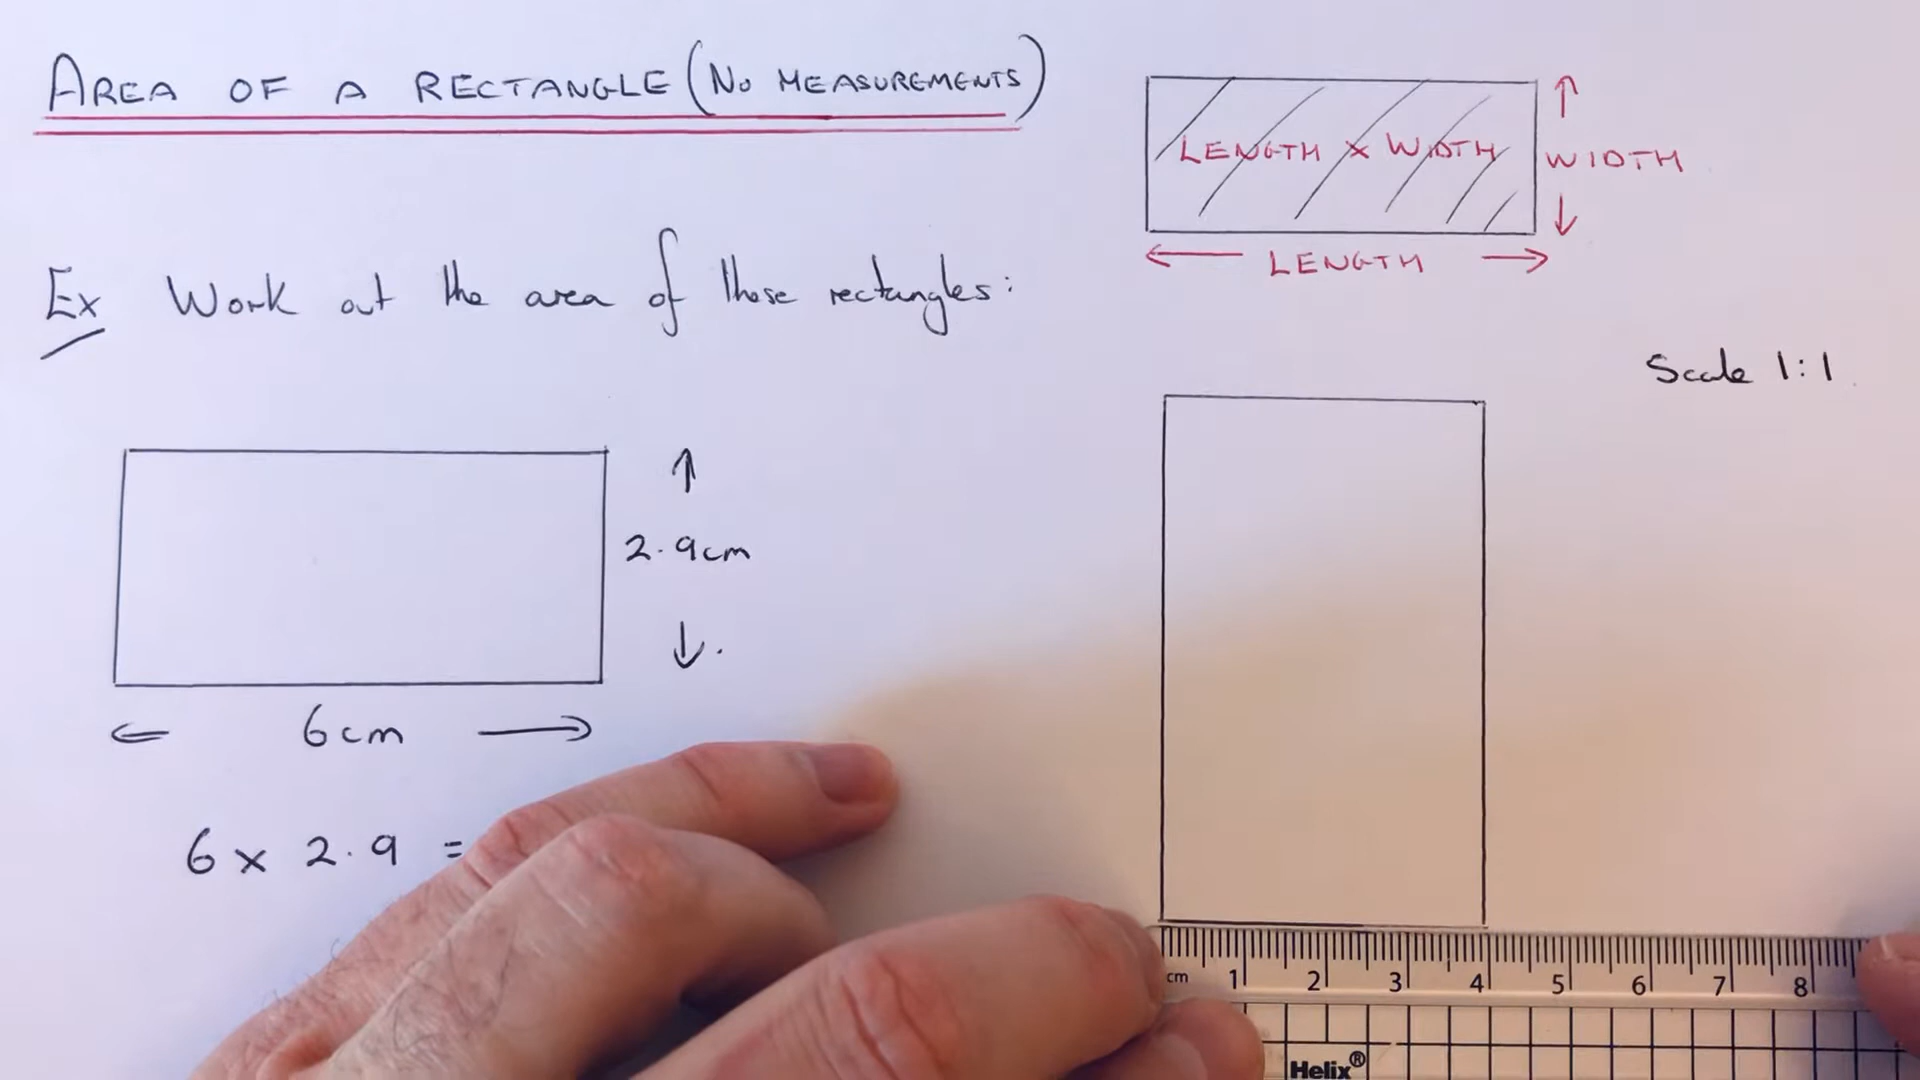 AREA OF A RECTANGLE (NO MEASUREMENTS)
LENGTH x WIDTH
WIDTH
LENGTH
Ex Work out the area of these rectangles:
Scale 1:1
2.9cm
6cm
6 x 2.9 =
cm 1 2 3 4 5 6 7 8
Helix®